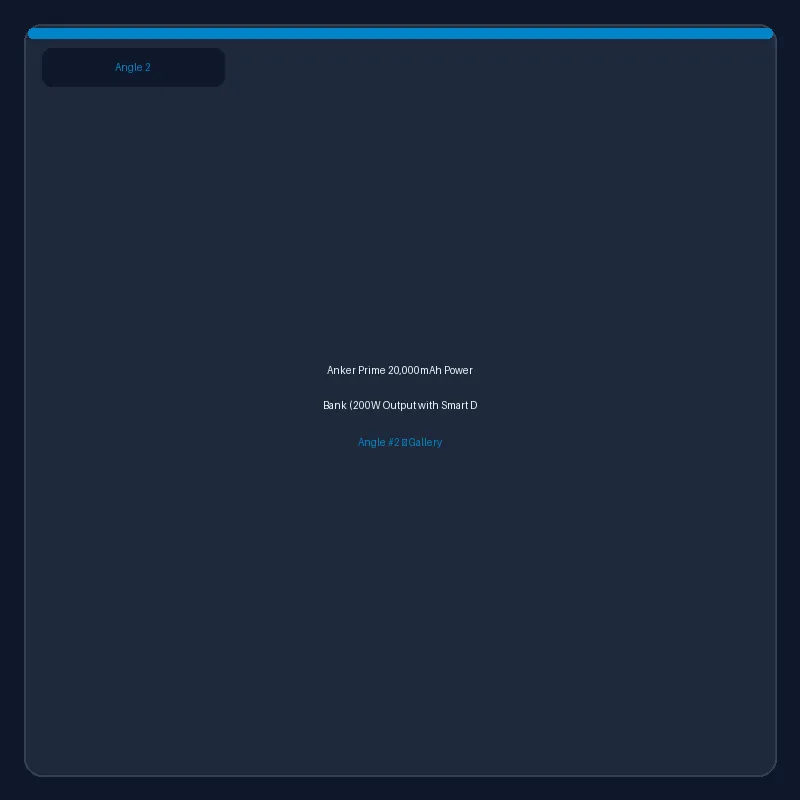 Angle 2
Anker Prime 20,000mAh Power
Bank (200W Output with Smart D
Angle #2 Gallery